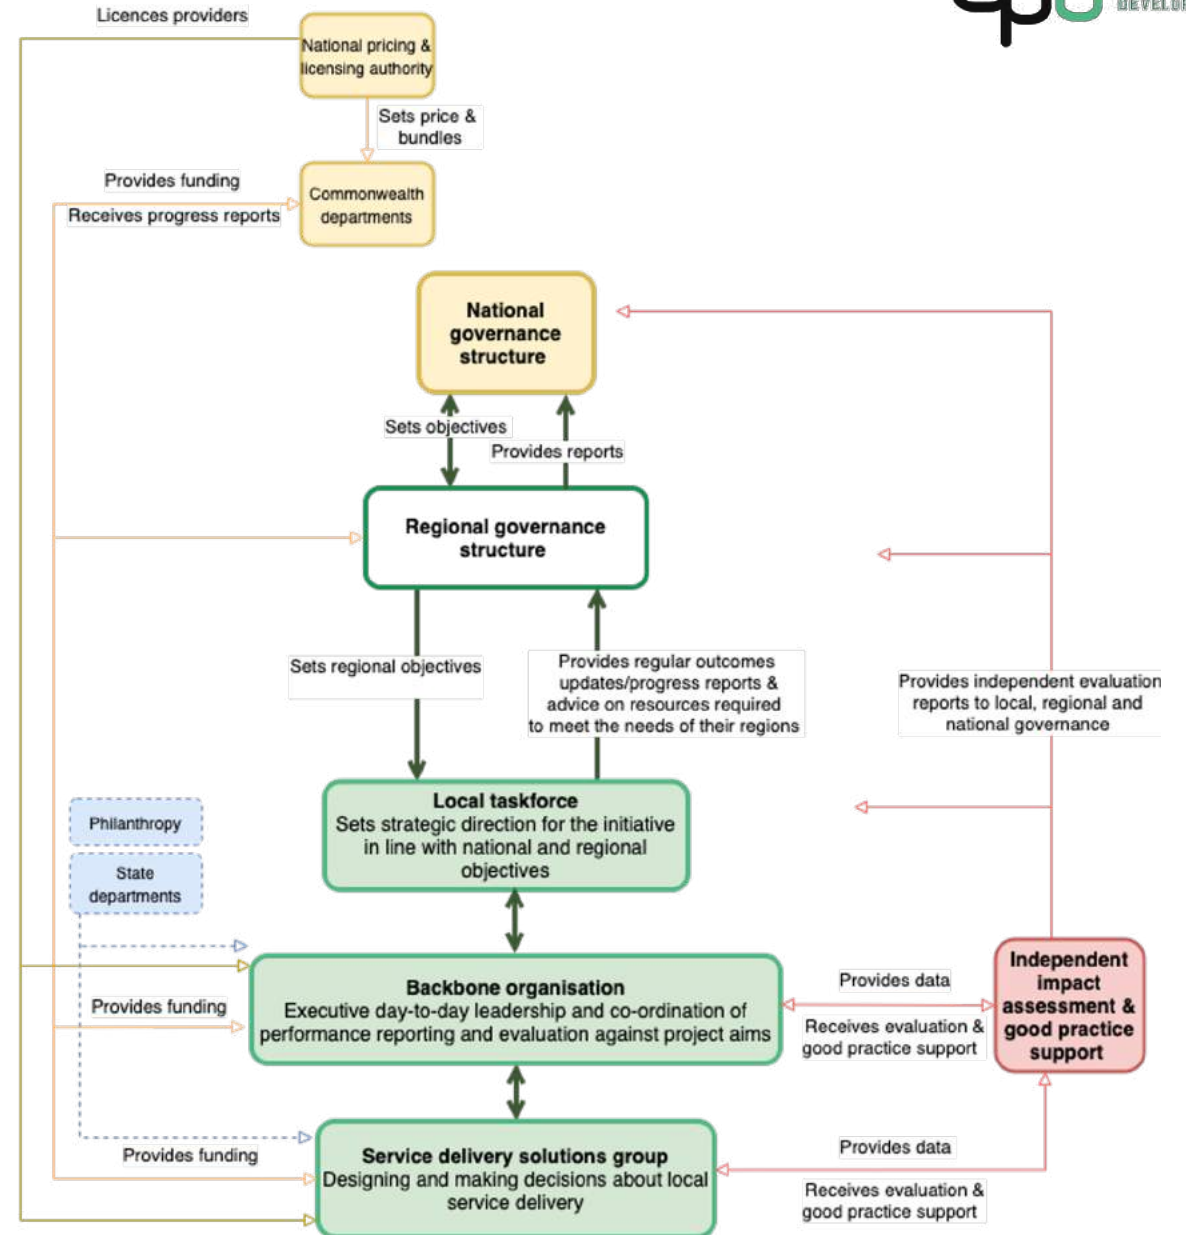 Licences providers
DEVELOP
National pricing &
licensing authority
Sets price &
bundles
Provides funding
Receives progress reports
Commonwealth
departments
National
governance
structure
Sets objectives
Provides reports
Regional governance
structure
Sets regional objectives
Provides regular outcomes
updates/progress reports &
advice on resources required
to meet the needs of their regions
Provides independent evaluation
reports to local, regional and
national governance
Local taskforce
Sets strategic direction for the initiative
in line with national and regional
objectives
Philanthropy
State
departments
Backbone organisation
Executive day-to-day leadership and co-ordination of
performance reporting and evaluation against project aims
Provides funding
Provides data
Receives evaluation &
good practice support
Independent
impact
assessment &
good practice
support
Service delivery solutions group
Designing and making decisions about local
service delivery
Provides funding
Provides data
Receives evaluation &
good practice support